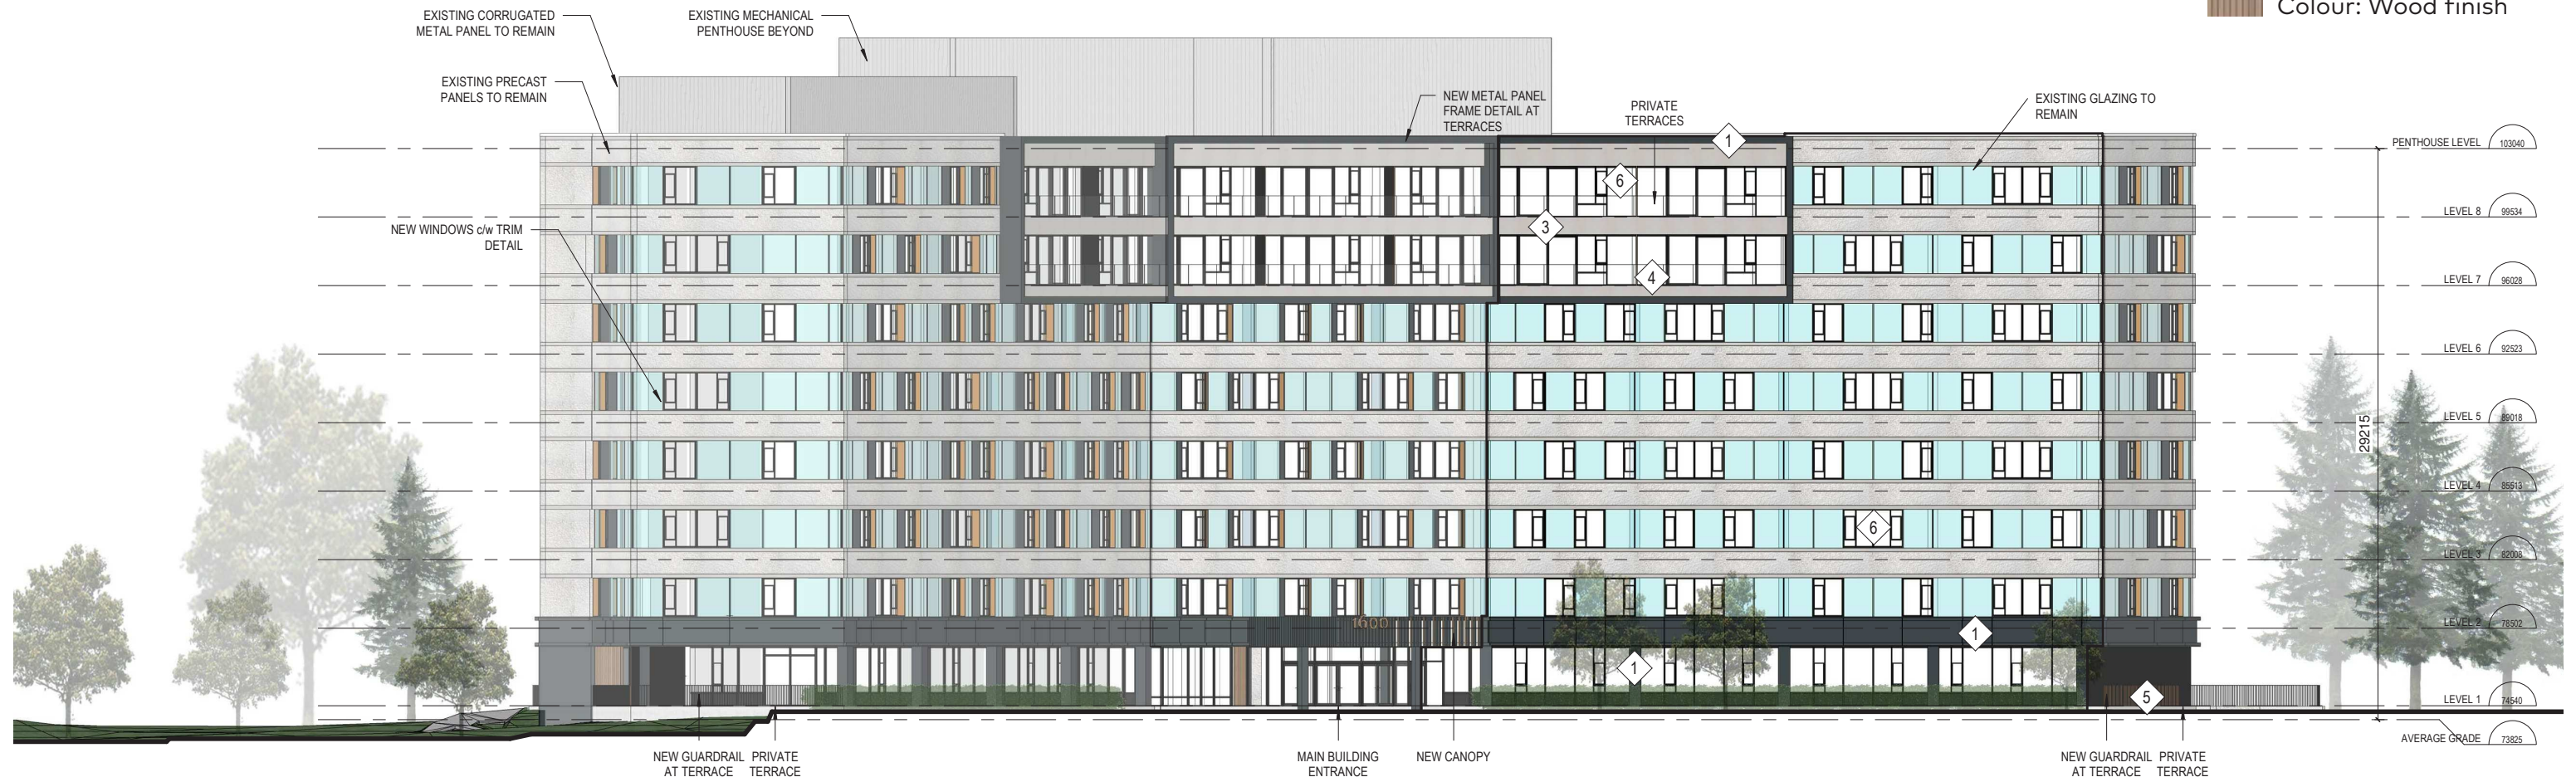 Colour: Wood finish
EXISTING CORRUGATED
METAL PANEL TO REMAIN
EXISTING MECHANICAL
PENTHOUSE BEYOND
EXISTING PRECAST
PANELS TO REMAIN
NEW METAL PANEL
FRAME DETAIL AT
TERRACES
PRIVATE
TERRACES
EXISTING GLAZING TO
REMAIN
1
PENTHOUSE LEVEL 103040
6
LEVEL 8 99534
NEW WINDOWS c/w TRIM
DETAIL
3
4
LEVEL 7 96028
LEVEL 6 92523
LEVEL 5 89018
29215
LEVEL 4 85513
6
LEVEL 3 82008
1600
1
LEVEL 2 78502
1
5
LEVEL 1 74540
AVERAGE GRADE 73825
NEW GUARDRAIL
AT TERRACE
PRIVATE
TERRACE
MAIN BUILDING
ENTRANCE
NEW CANOPY
NEW GUARDRAIL
AT TERRACE
PRIVATE
TERRACE